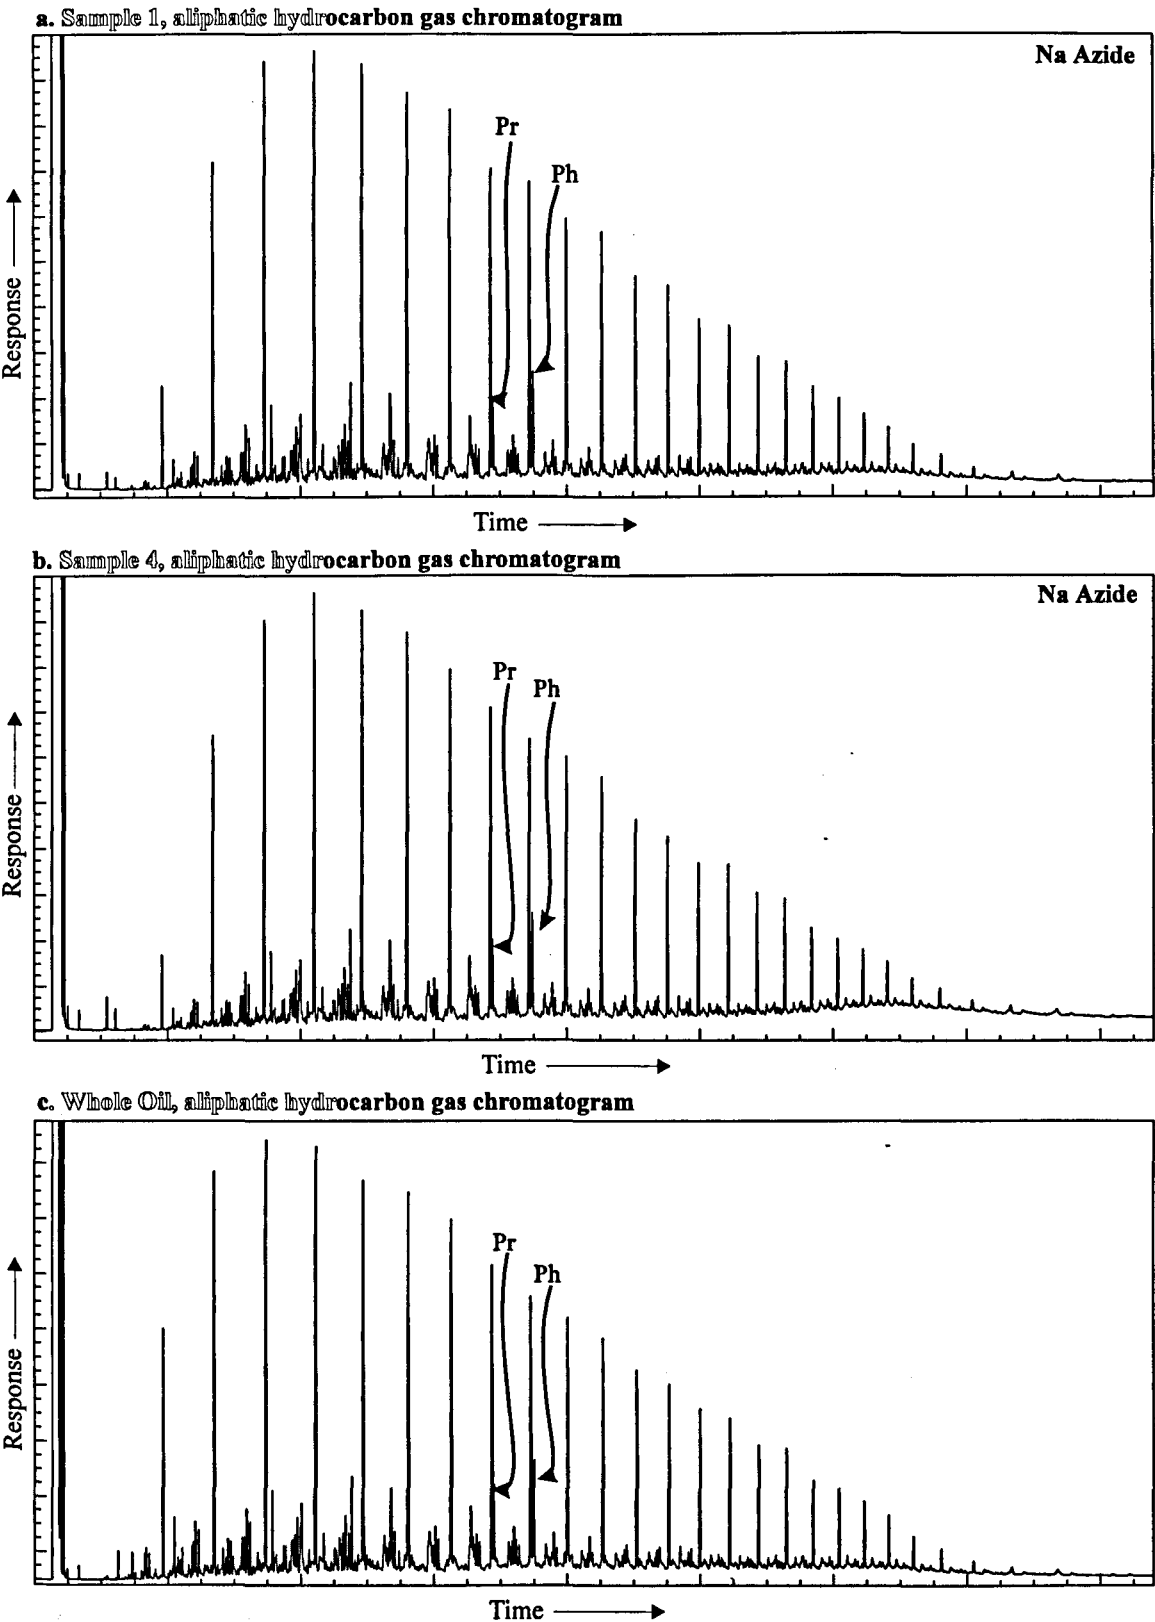 a. Sample 1, aliphatic hydrocarbon gas chromatogram
Na Azide
Pr
Ph
Response
Time
b. Sample 4, aliphatic hydrocarbon gas chromatogram
Na Azide
Pr
Ph
Response
Time
c. Whole Oil, aliphatic hydrocarbon gas chromatogram
Pr
Ph
Response
Time